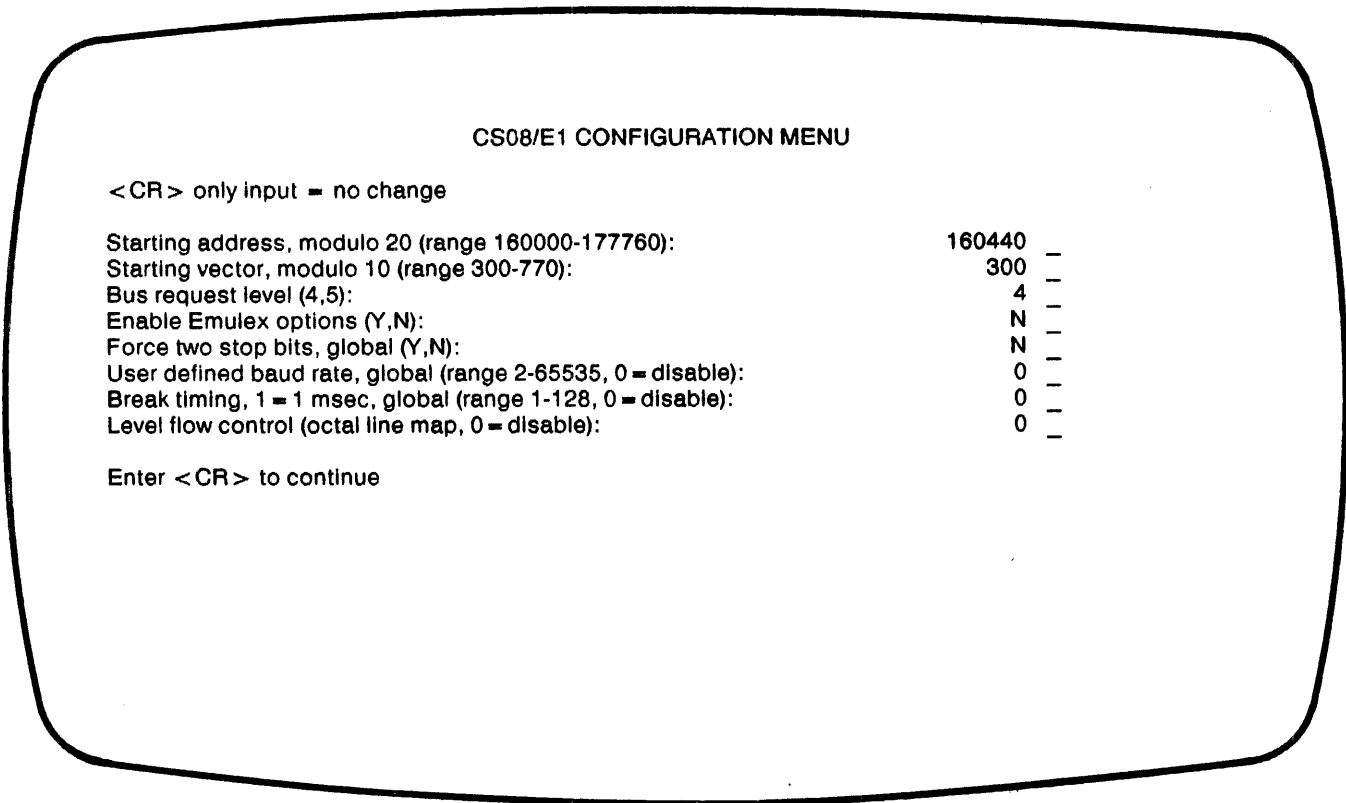 CS08/E1 CONFIGURATION MENU
<CR> only input = no change
Starting address, modulo 20 (range 160000-177760): 160440 _
Starting vector, modulo 10 (range 300-770): 300 _
Bus request level (4,5): 4 _
Enable Emulex options (Y,N): N _
Force two stop bits, global (Y,N): N _
User defined baud rate, global (range 2-65535, 0 = disable): 0 _
Break timing, 1 = 1 msec, global (range 1-128, 0 = disable): 0 _
Level flow control (octal line map, 0 = disable): 0 _
Enter <CR> to continue